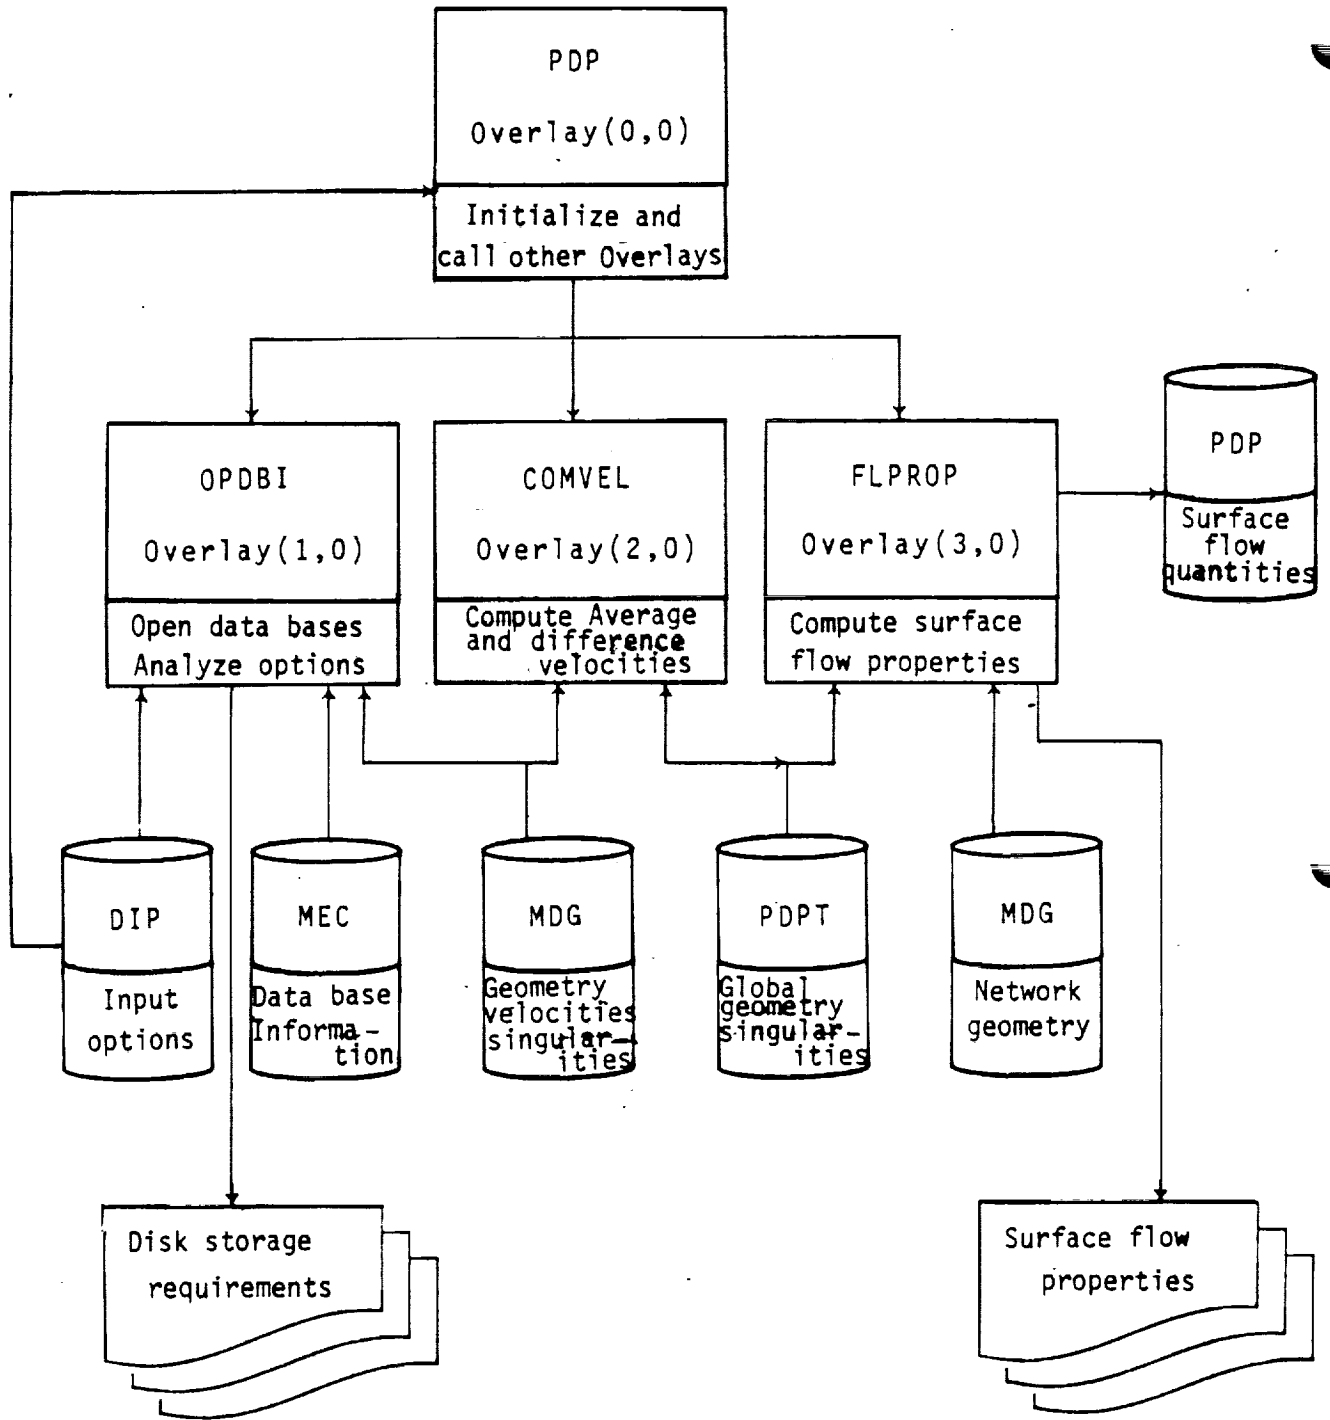 PDP
Overlay(0,0)
Initialize and
call other Overlays
OPDBI
Overlay(1,0)
Open data bases
Analyze options
COMVEL
Overlay(2,0)
Compute Average
and difference
velocities
FLPROP
Overlay(3,0)
Compute surface
flow properties
PDP
Surface
flow
quantities
DIP
Input
options
MEC
Data base
Informa-
tion
MDG
Geometry
velocities
singular-
ities
PDPT
Global
geometry
singular-
ities
MDG
Network
geometry
Disk storage
requirements
Surface flow
properties